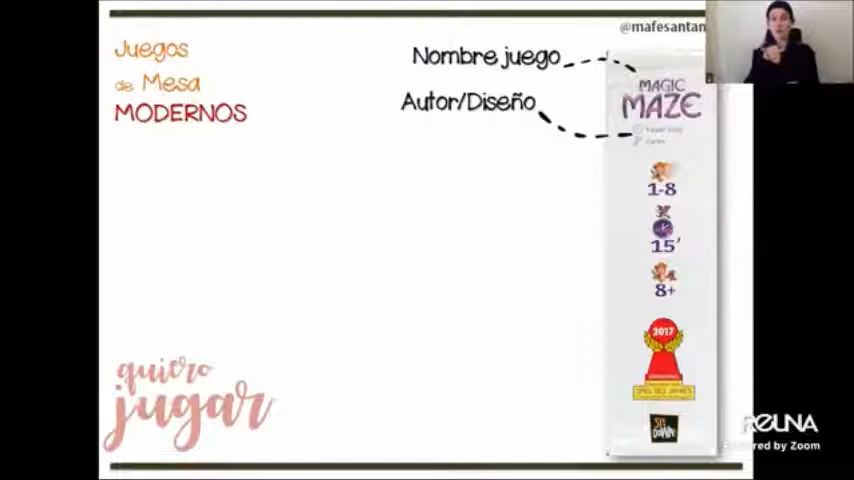 @mafesantan
Juegos
de Mesa
MODERNOS
Nombre juego
Autor/Diseño
MAGIC
MAZE
1-8
15'
8+
2017
quiero
jugar
REUNA
Powered by Zoom